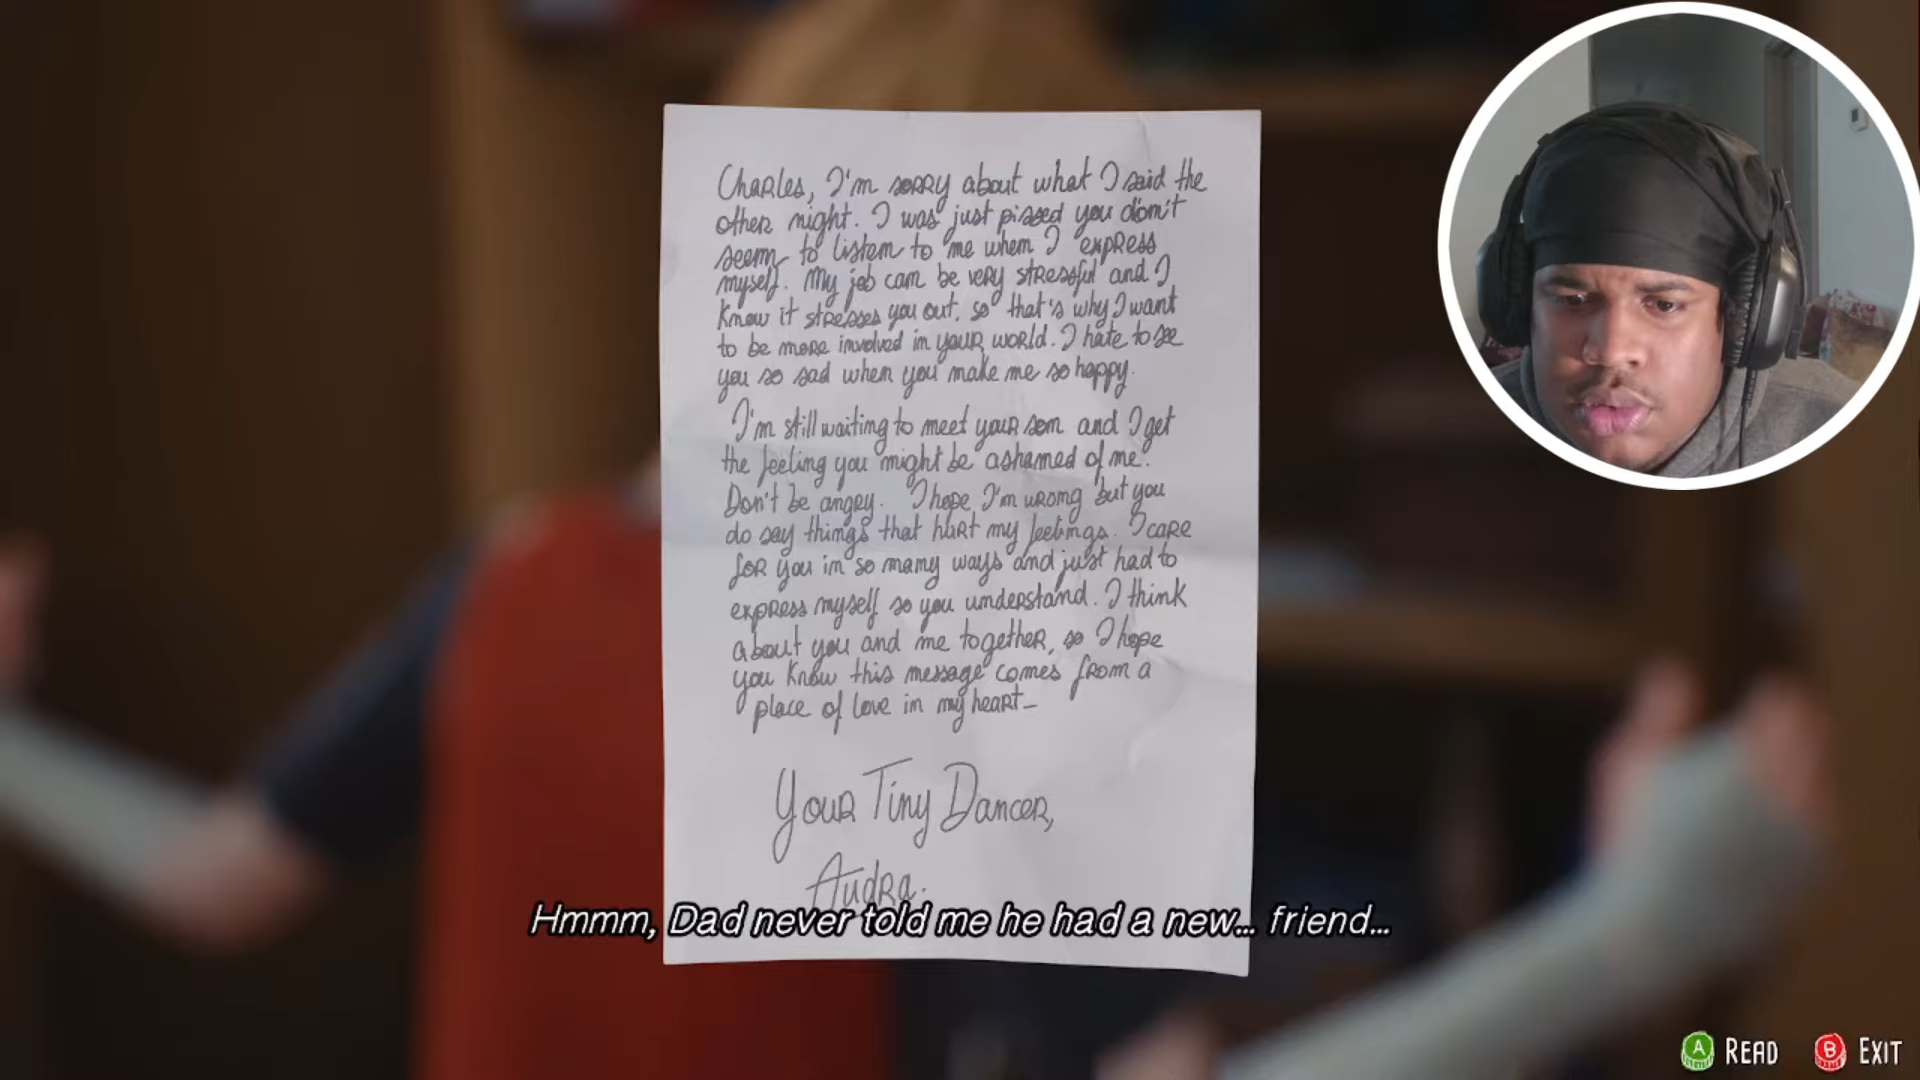 Charles, I'm sorry about what I said the
other night. I was just pissed you don't
seem to listen to me when I express
myself. My job can be very stressful and I
know it stresses you out, so that's why I want
to be more involved in your world. I hate to see
you so sad when you make me so happy.
I'm still waiting to meet your son and I get
the feeling you might be ashamed of me.
Don't be angry. I hope I'm wrong but you
do say things that hurt my feelings. I care
for you in so many ways and just had to
express myself so you understand. I think
about you and me together, so I hope
you know this message comes from a
place of love in my heart_
Your Tiny Dancer,
Audra.
Hmmm, Dad never told me he had a new... friend...
A READ B EXIT